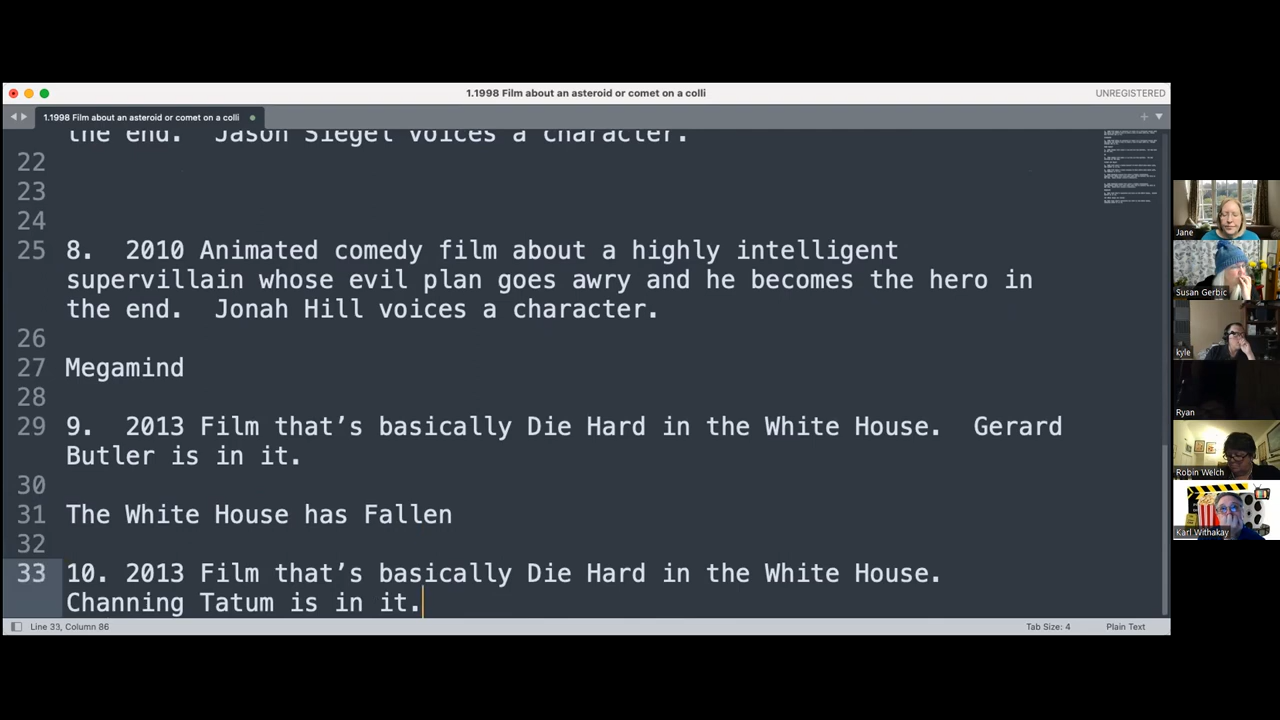 1.1998 Film about an asteroid or comet on a colli
UNREGISTERED
1.1998 Film about an asteroid or comet on a colli
the end.  Jason Siegel voices a character.
22
23
24
25 8.  2010 Animated comedy film about a highly intelligent
supervillain whose evil plan goes awry and he becomes the hero in
the end.  Jonah Hill voices a character.
26
27 Megamind
28
29 9.  2013 Film that’s basically Die Hard in the White House.  Gerard
Butler is in it.
30
31 The White House has Fallen
32
33 10. 2013 Film that’s basically Die Hard in the White House.
Channing Tatum is in it.
Line 33, Column 86
Tab Size: 4
Plain Text
Jane
Susan Gerbic
kyle
Ryan
Robin Welch
Karl Withakay